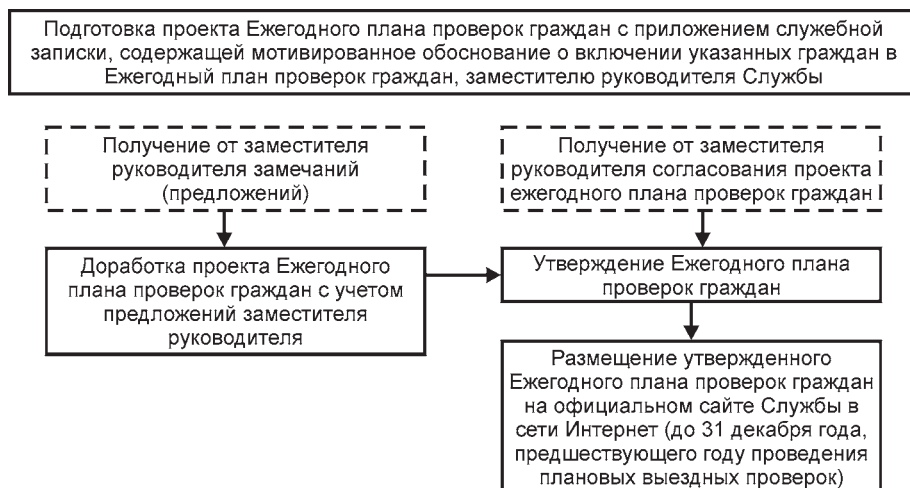 Подготовка проекта Ежегодного плана проверок граждан с приложением служебной
записки, содержащей мотивированное обоснование о включении указанных граждан в
Ежегодный план проверок граждан, заместителю руководителя Службы
Получение от заместителя
руководителя замечаний
(предложений)
Получение от заместителя
руководителя согласования проекта
ежегодного плана проверок граждан
Доработка проекта Ежегодного
плана проверок граждан с учетом
предложений заместителя
руководителя
Утверждение Ежегодного плана
проверок граждан
Размещение утвержденного
Ежегодного плана проверок граждан
на официальном сайте Службы в
сети Интернет (до 31 декабря года,
предшествующего году проведения
плановых выездных проверок)